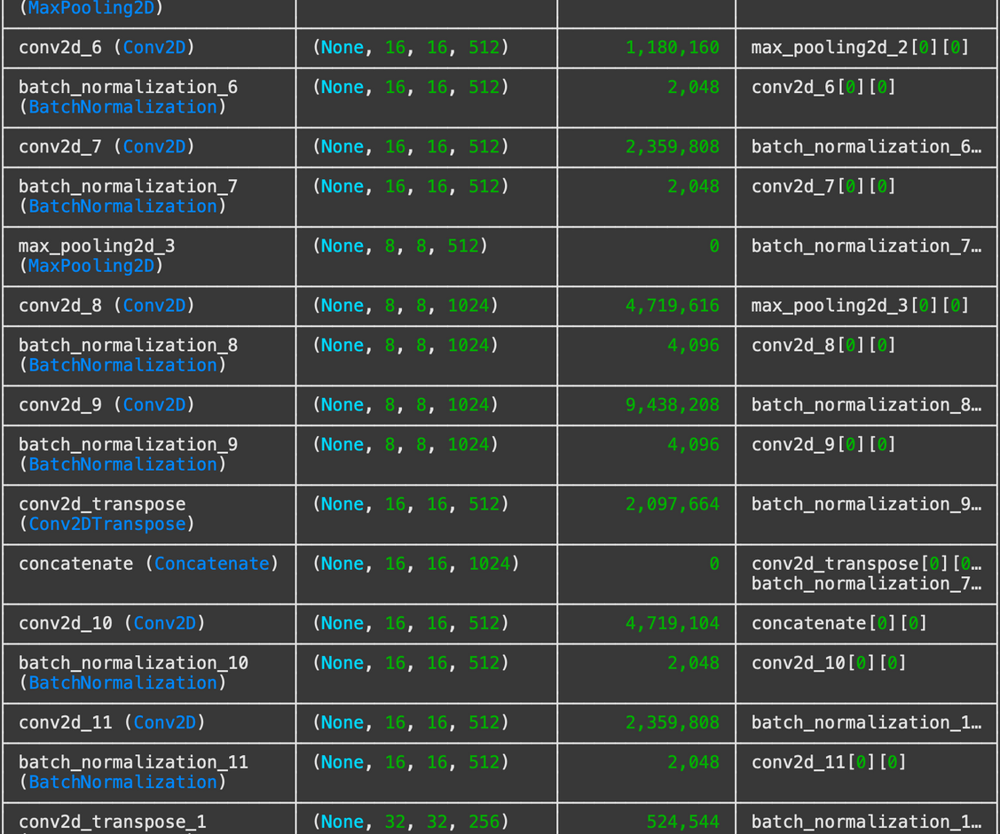 (MaxPooling2D)
conv2d_6 (Conv2D) (None, 16, 16, 512) 1,180,160 max_pooling2d_2[0][0]
batch_normalization_6 (None, 16, 16, 512) 2,048 conv2d_6[0][0]
(BatchNormalization)
conv2d_7 (Conv2D) (None, 16, 16, 512) 2,359,808 batch_normalization_6…
batch_normalization_7 (None, 16, 16, 512) 2,048 conv2d_7[0][0]
(BatchNormalization)
max_pooling2d_3 (None, 8, 8, 512) 0 batch_normalization_7…
(MaxPooling2D)
conv2d_8 (Conv2D) (None, 8, 8, 1024) 4,719,616 max_pooling2d_3[0][0]
batch_normalization_8 (None, 8, 8, 1024) 4,096 conv2d_8[0][0]
(BatchNormalization)
conv2d_9 (Conv2D) (None, 8, 8, 1024) 9,438,208 batch_normalization_8…
batch_normalization_9 (None, 8, 8, 1024) 4,096 conv2d_9[0][0]
(BatchNormalization)
conv2d_transpose (None, 16, 16, 512) 2,097,664 batch_normalization_9…
(Conv2DTranspose)
concatenate (Concatenate) (None, 16, 16, 1024) 0 conv2d_transpose[0][0…
batch_normalization_7…
conv2d_10 (Conv2D) (None, 16, 16, 512) 4,719,104 concatenate[0][0]
batch_normalization_10 (None, 16, 16, 512) 2,048 conv2d_10[0][0]
(BatchNormalization)
conv2d_11 (Conv2D) (None, 16, 16, 512) 2,359,808 batch_normalization_1…
batch_normalization_11 (None, 16, 16, 512) 2,048 conv2d_11[0][0]
(BatchNormalization)
conv2d_transpose_1 (None, 32, 32, 256) 524,544 batch_normalization_1…